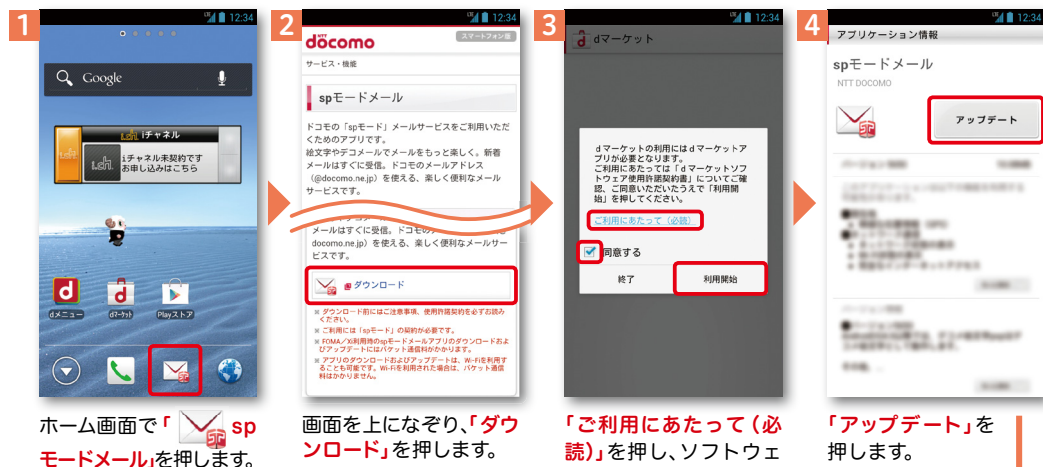 1
12:34
Google
i.ch iチャネル
i.ch
i.ch
iチャネル未契約です
お申し込みはこちら
dメニュー
dマーケット
Playストア
ホーム画面で「 sp
モードメール」を押します。
2
12:34
NTT
döcomo
スマートフォン版
サービス・機能
spモードメール
ドコモの「spモード」メールサービスをご利用いただ
くためのアプリです。
絵文字やデコメールでメールをもっと楽しく。新着
メールはすぐに受信。ドコモのメールアドレス
(@docomo.ne.jp）を使える、楽しく便利なメール
サービスです。
メールはすぐに受信。ドコモの
docomo.ne.jp）を使える、楽しく便利なメールサー
ビスです。
ダウンロード
※ ダウンロード前にはご注意事項、使用許諾契約を必ずお読み
ください。
※ ご利用には「spモード」の契約が必要です。
※ FOMA／Xi利用時のspモードメールアプリのダウンロードおよ
びアップデートにはパケット通信料がかかります。
※ アプリのダウンロードおよびアップデートは、Wi-Fiを利用す
ることも可能です。Wi-Fiを利用された場合は、パケット通信
料はかかりません。
画面を上になぞり、「ダウ
ンロード」を押します。
3
12:34
dマーケット
dマーケットの利用にはdマーケットア
プリが必要となります。
ご利用にあたっては「dマーケットソフ
トウェア使用許諾契約書」についてご確
認、ご同意いただいたうえで「利用開
始」を押してください。
ご利用にあたって（必読）
同意する
終了
利用開始
「ご利用にあたって（必
読）」を押し、ソフトウェ
4
12:34
アプリケーション情報
spモードメール
NTT DOCOMO
アップデート
「アップデート」を
押します。